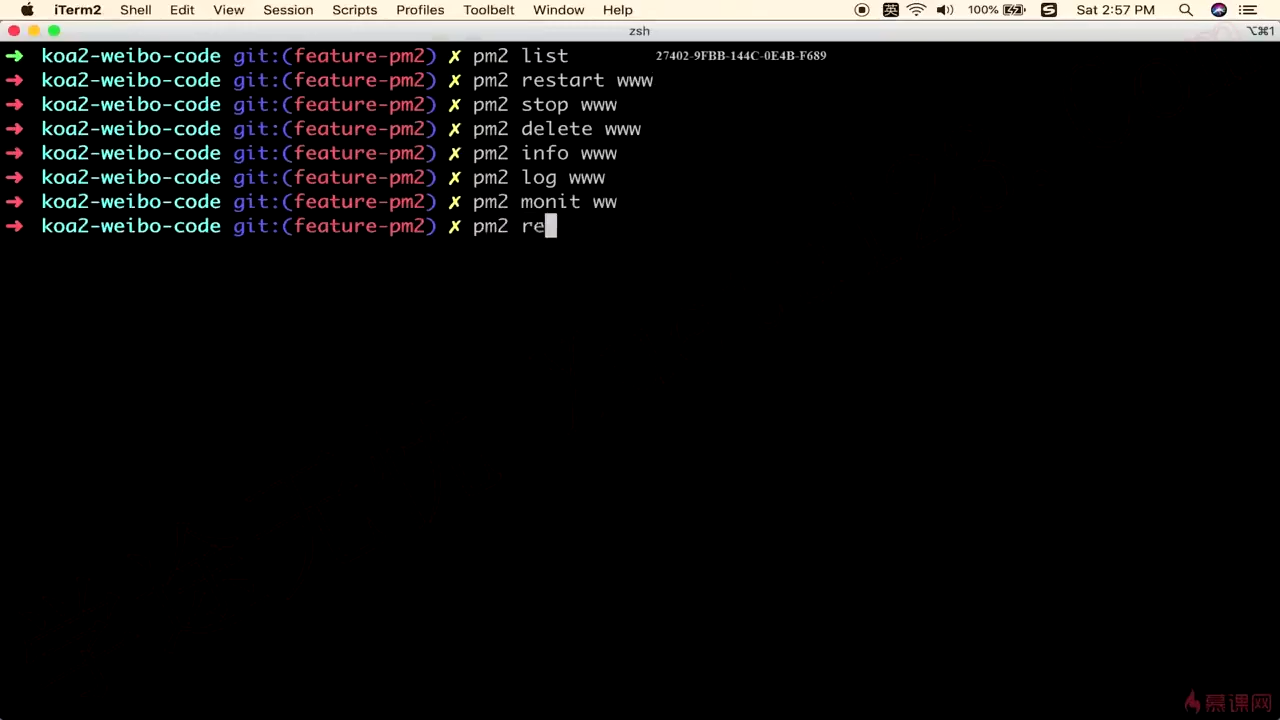 iTerm2 Shell Edit View Session Scripts Profiles Toolbelt Window Help 英 100% S Sat 2:57 PM
zsh ⌥⌘1
➜ koa2-weibo-code git:(feature-pm2) ✗ pm2 list 27402-9FBB-144C-0E4B-F689
➜ koa2-weibo-code git:(feature-pm2) ✗ pm2 restart www
➜ koa2-weibo-code git:(feature-pm2) ✗ pm2 stop www
➜ koa2-weibo-code git:(feature-pm2) ✗ pm2 delete www
➜ koa2-weibo-code git:(feature-pm2) ✗ pm2 info www
➜ koa2-weibo-code git:(feature-pm2) ✗ pm2 log www
➜ koa2-weibo-code git:(feature-pm2) ✗ pm2 monit ww
➜ koa2-weibo-code git:(feature-pm2) ✗ pm2 re
慕课网